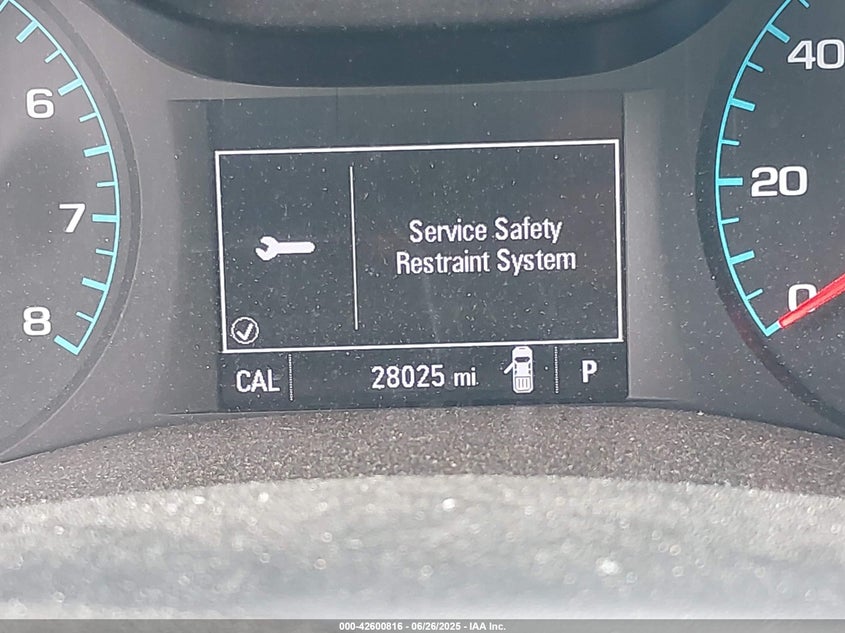 6
7
8
Service Safety
Restraint System
CAL
28025 mi
P
40
20
0
000-42600816 - 06/26/2025 - IAA Inc.